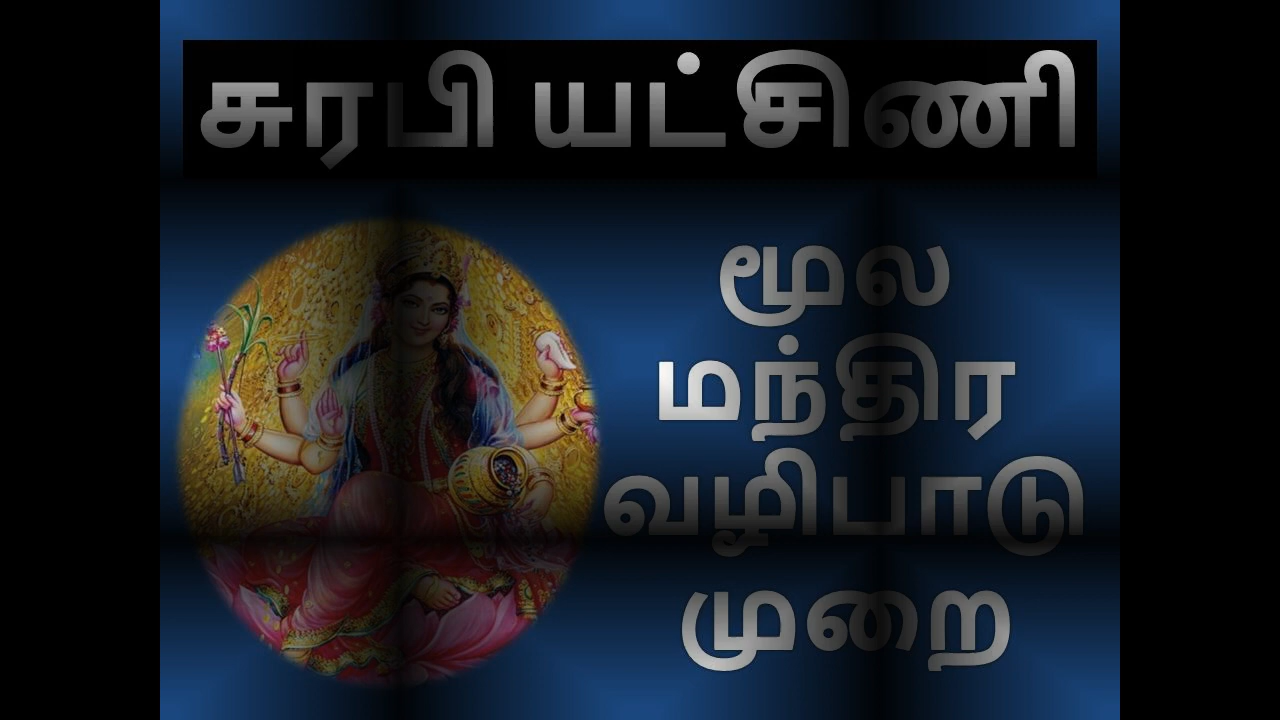 சுரபி யட்சிணி
மூல
மந்திர
வழிபாடு
முறை